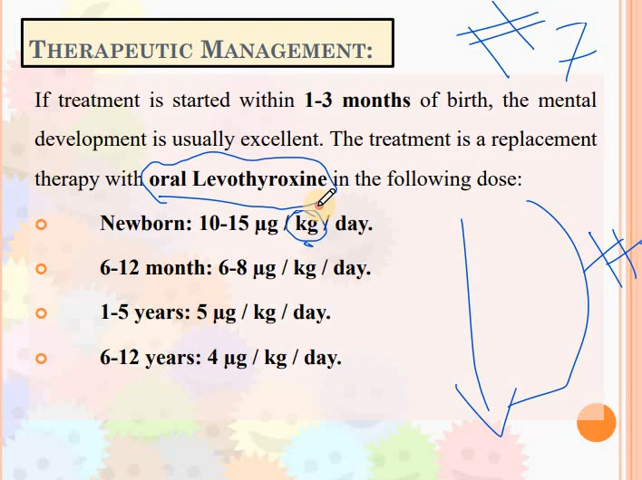 THERAPEUTIC MANAGEMENT:
# 7
If treatment is started within 1-3 months of birth, the mental
development is usually excellent. The treatment is a replacement
therapy with oral Levothyroxine in the following dose:
Newborn: 10-15 µg / kg / day.
#
6-12 month: 6-8 µg / kg / day.
1-5 years: 5 µg / kg / day.
6-12 years: 4 µg / kg / day.